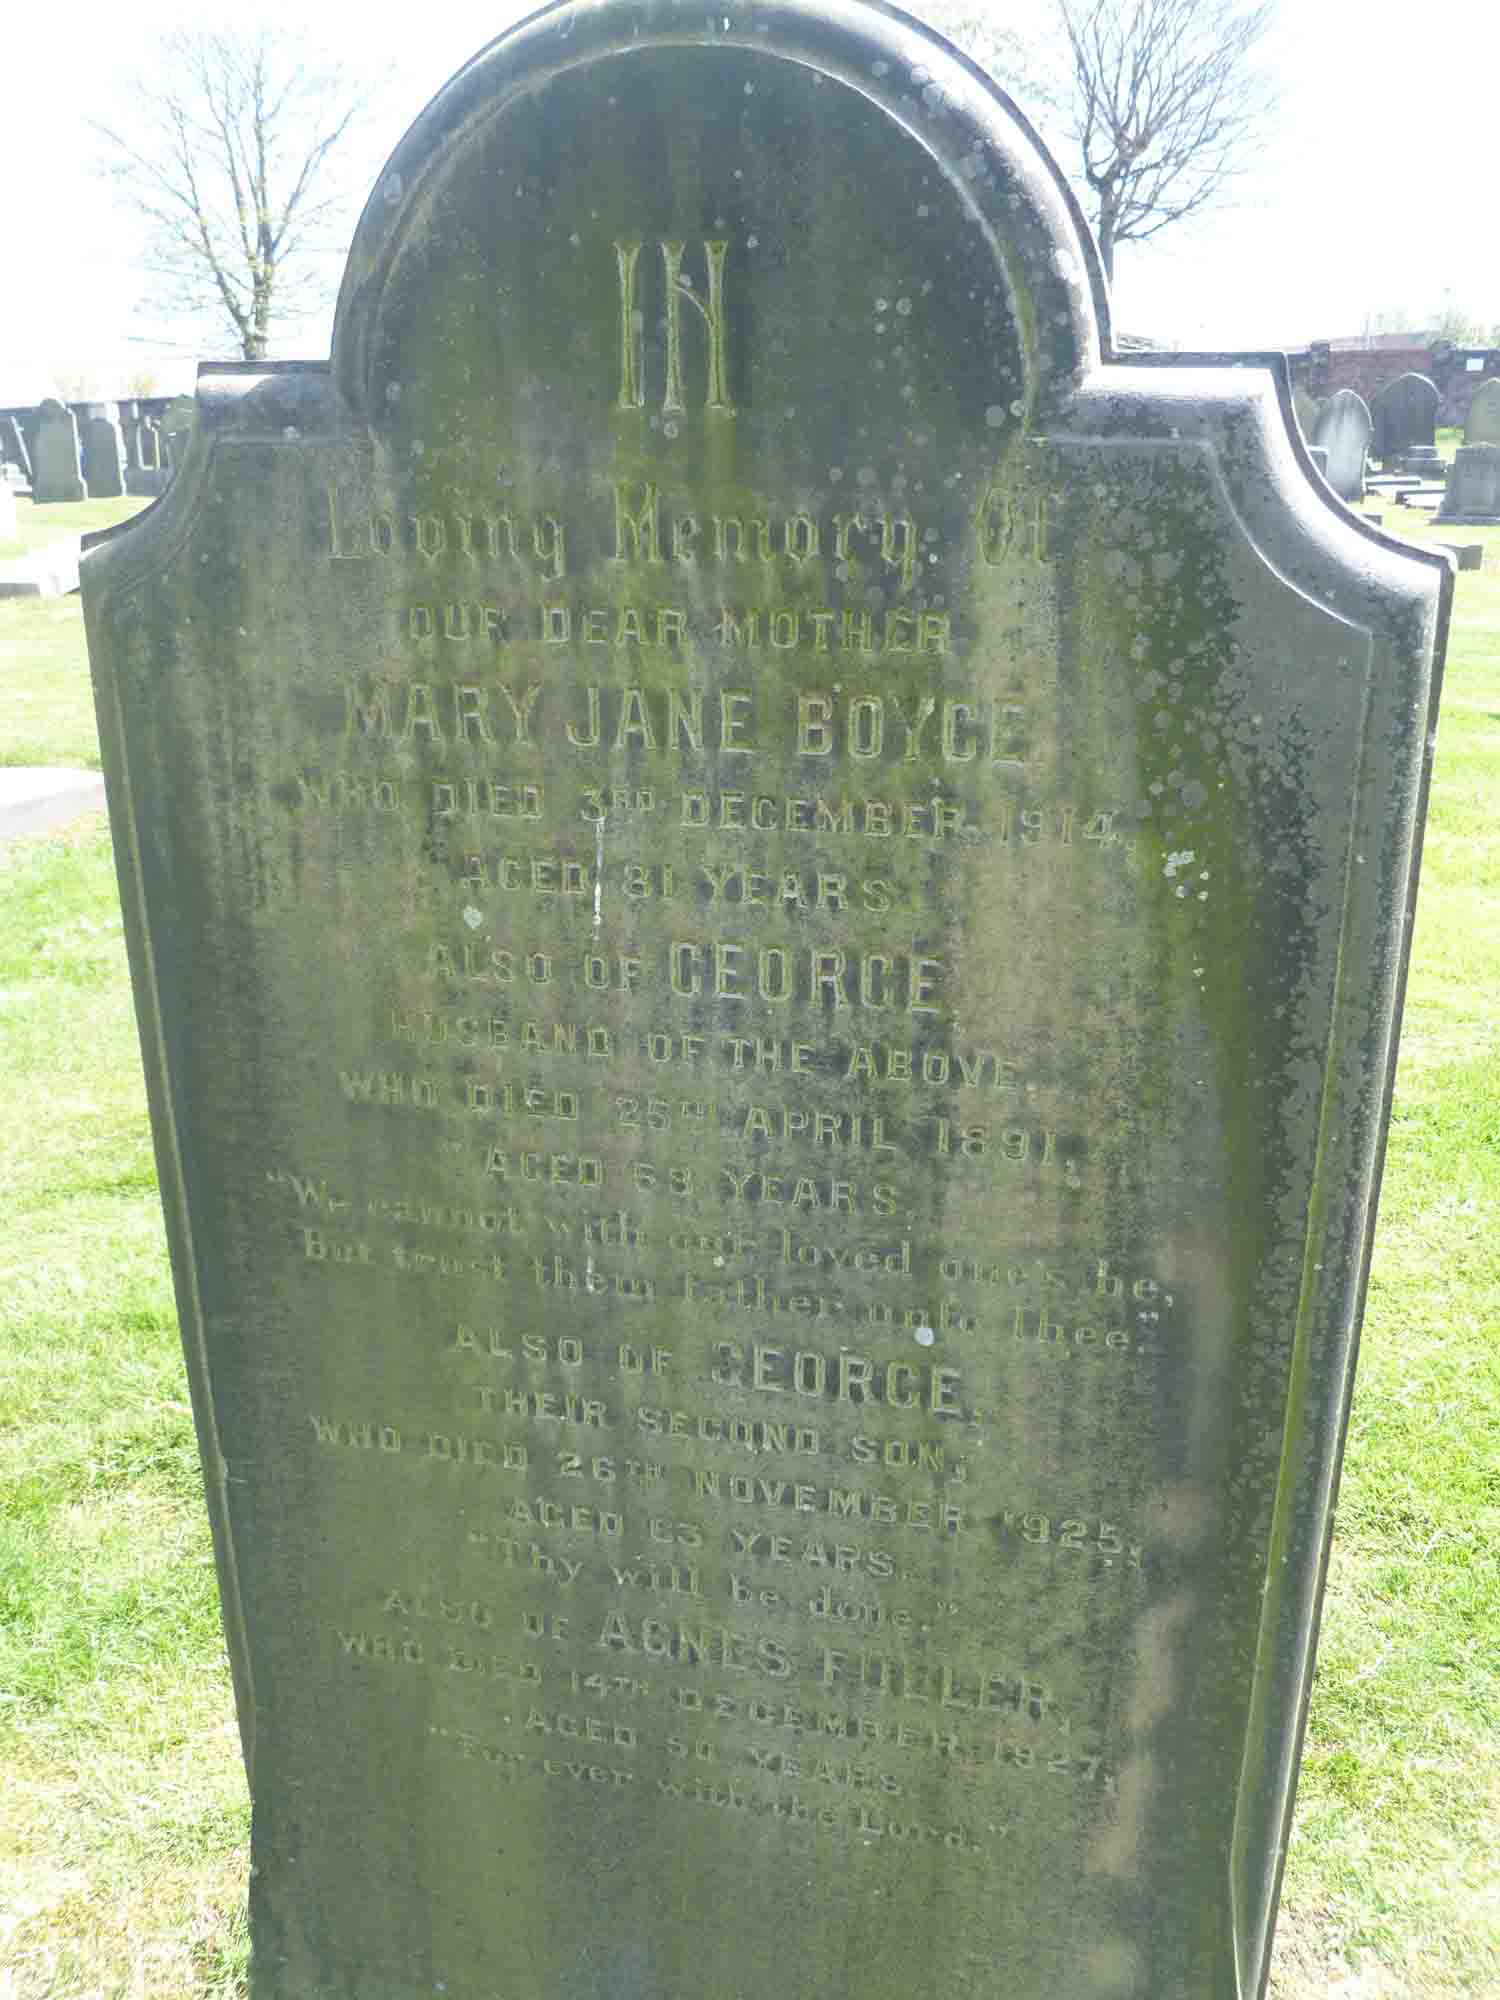 IN
Loving Memory Of
OUR DEAR MOTHER
MARY JANE BOYCE
WHO DIED 3RD DECEMBER 1914,
AGED 81 YEARS.
ALSO OF GEORGE
HUSBAND OF THE ABOVE
WHO DIED 25TH APRIL 1891,
AGED YEARS.
"We cannot with our loved one's be,
But trust them Father unto Thee."
ALSO OF GEORGE,
THEIR SECOND SON,
WHO DIED 26TH NOVEMBER 1925,
AGED 63 YEARS.
"Thy will be done."
ALSO OF AGNES FULLER,
WHO DIED 14TH DECEMBER 1927,
AGED 50 YEARS
"For ever with the Lord."